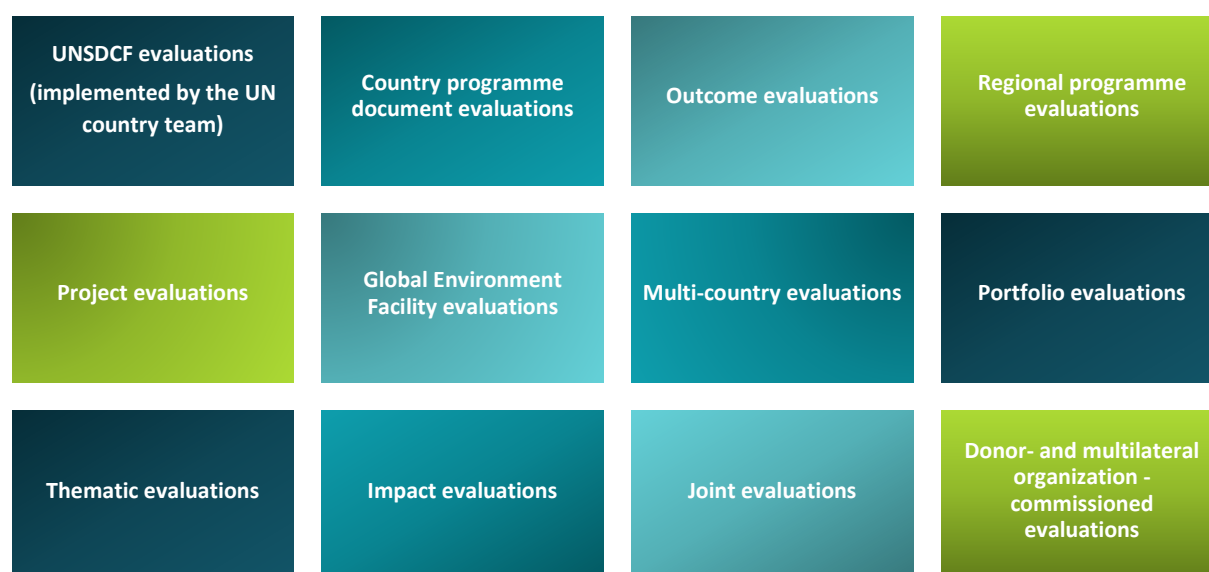 UNSDCF evaluations
(implemented by the UN
country team)
Country programme
document evaluations
Outcome evaluations
Regional programme
evaluations
Project evaluations
Global Environment
Facility evaluations
Multi-country evaluations
Portfolio evaluations
Thematic evaluations
Impact evaluations
Joint evaluations
Donor- and multilateral
organization -
commissioned
evaluations